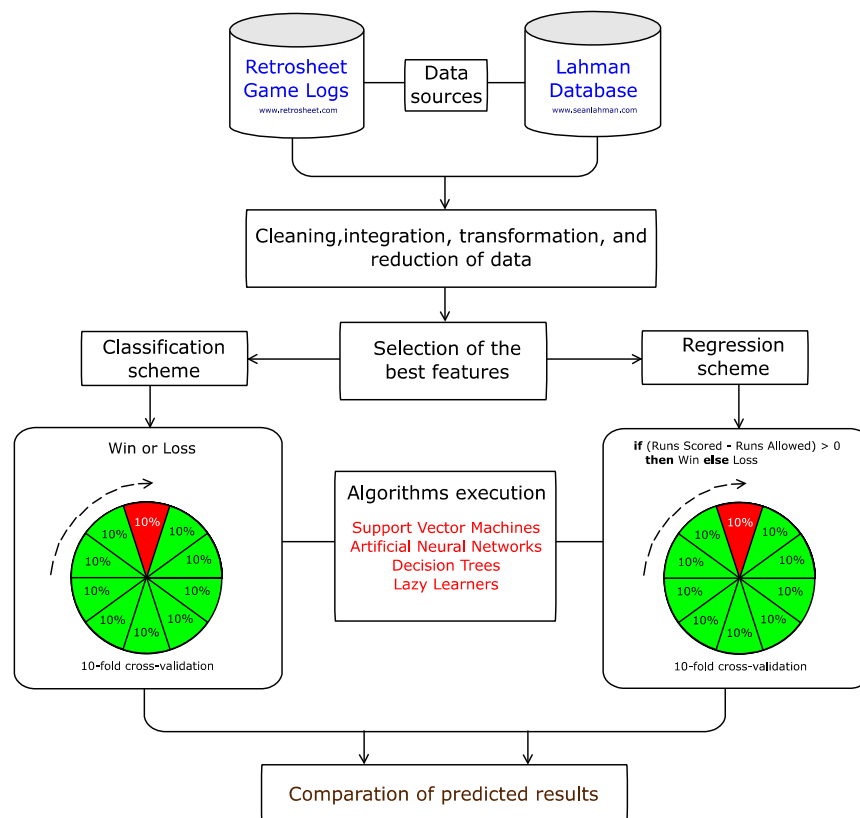 Retrosheet
Game Logs
www.retrosheet.com
Data
sources
Lahman
Database
www.seanlahman.com
Cleaning,integration, transformation, and
reduction of data
Classification
scheme
Selection of the
best features
Regression
scheme
Win or Loss
10%
10%
10%
10%
10%
10%
10%
10%
10%
10%
10-fold cross-validation
Algorithms execution
Support Vector Machines
Artificial Neural Networks
Decision Trees
Lazy Learners
if (Runs Scored - Runs Allowed) > 0
then Win else Loss
10%
10%
10%
10%
10%
10%
10%
10%
10%
10%
10-fold cross-validation
Comparation of predicted results